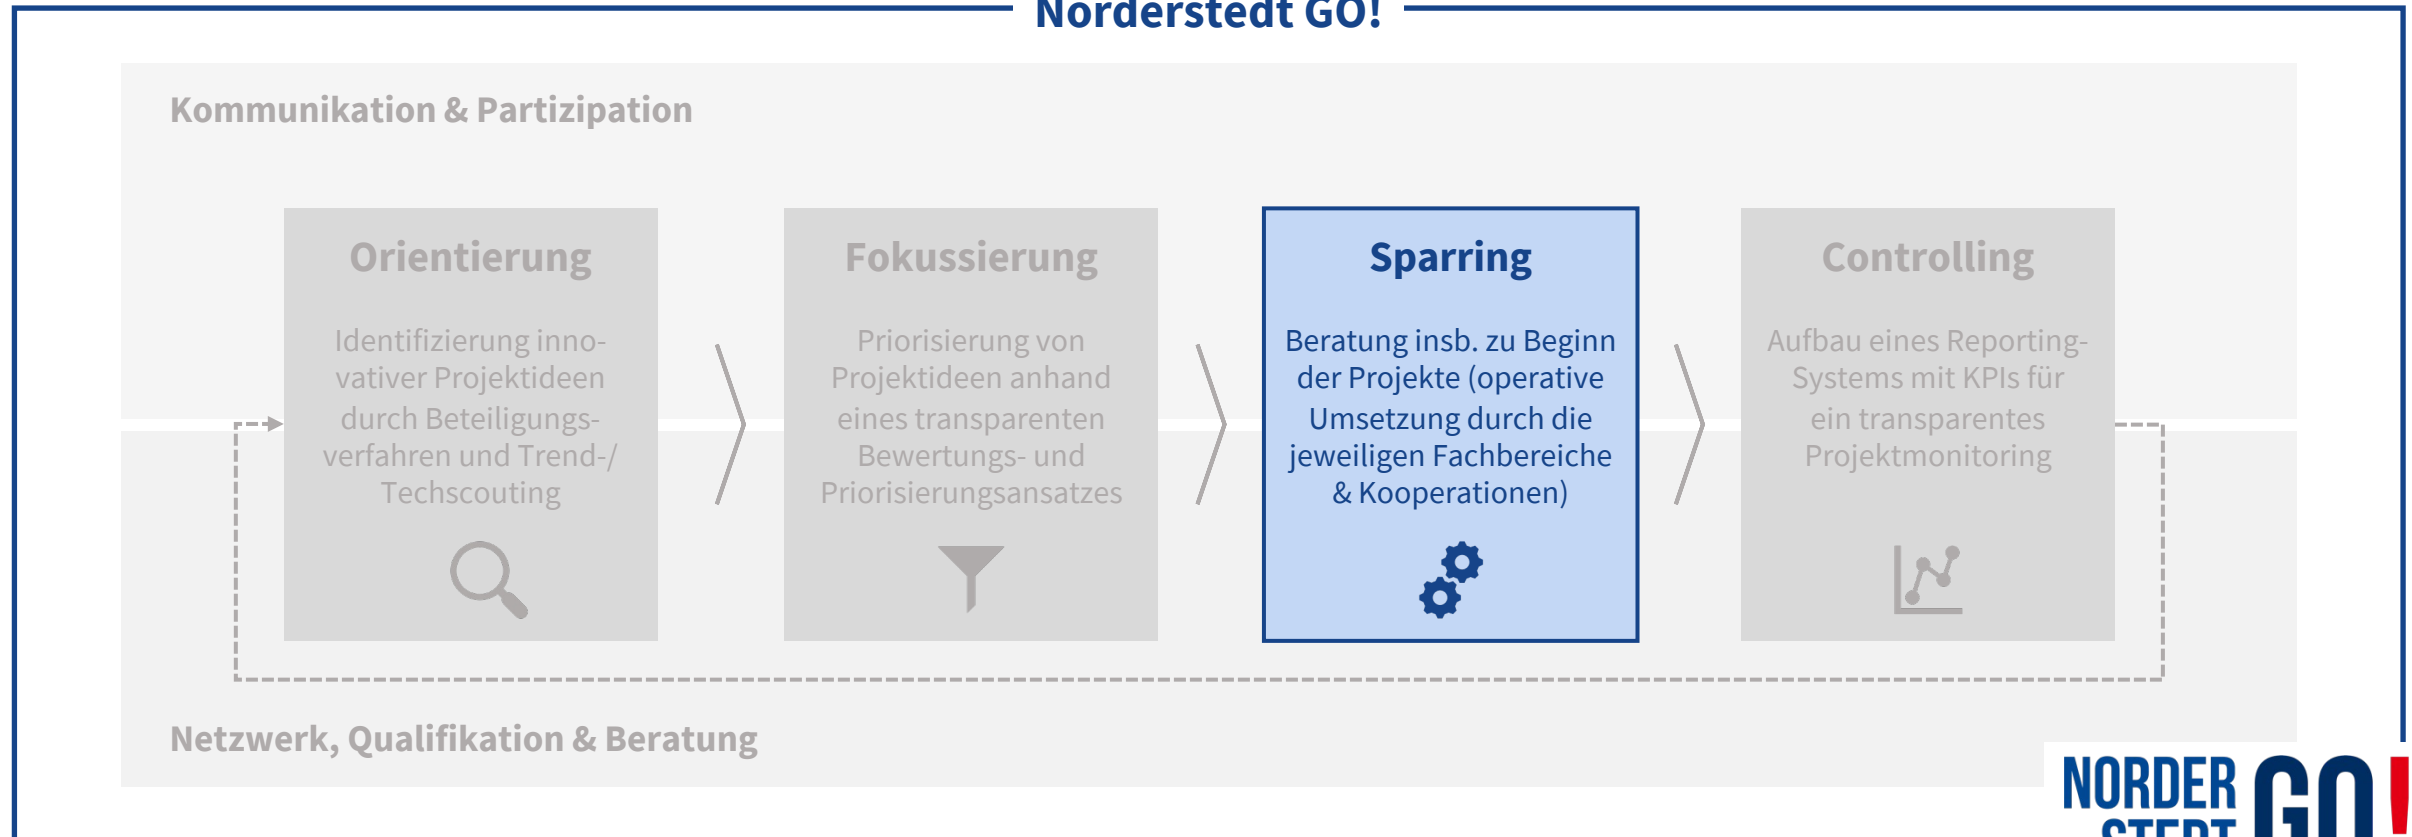 Norderstedt GO!
Kommunikation & Partizipation
Orientierung
Identifizierung inno-
vativer Projektideen
durch Beteiligungs-
verfahren und Trend-/
Techscouting
Fokussierung
Priorisierung von
Projektideen anhand
eines transparenten
Bewertungs- und
Priorisierungsansatzes
Sparring
Beratung insb. zu Beginn
der Projekte (operative
Umsetzung durch die
jeweiligen Fachbereiche
& Kooperationen)
Controlling
Aufbau eines Reporting-
Systems mit KPIs für
ein transparentes
Projektmonitoring
Netzwerk, Qualifikation & Beratung
NORDER
STEDT GO!